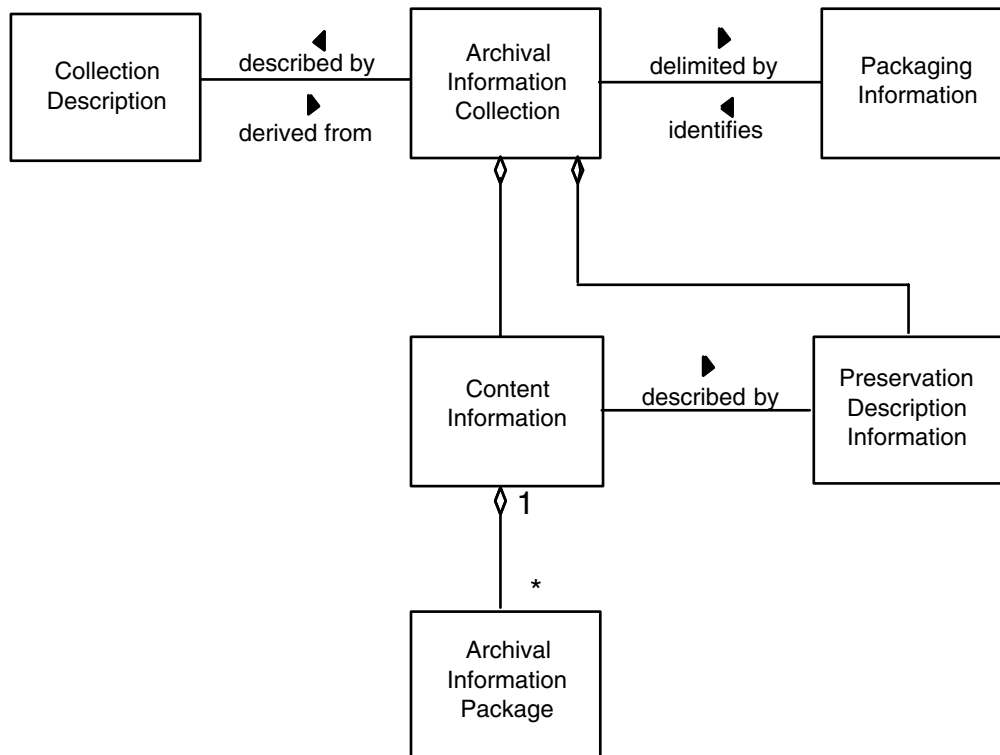 Collection
Description
described by
derived from
Archival
Information
Collection
delimited by
identifies
Packaging
Information
Content
Information
described by
Preservation
Description
Information
1
*
Archival
Information
Package